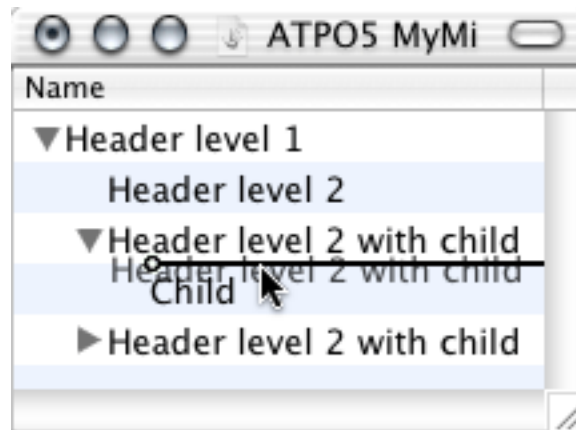 ATPO5 MyMi
Name
Header level 1
Header level 2
Header level 2 with child
Header level 2 with child
Child
Header level 2 with child